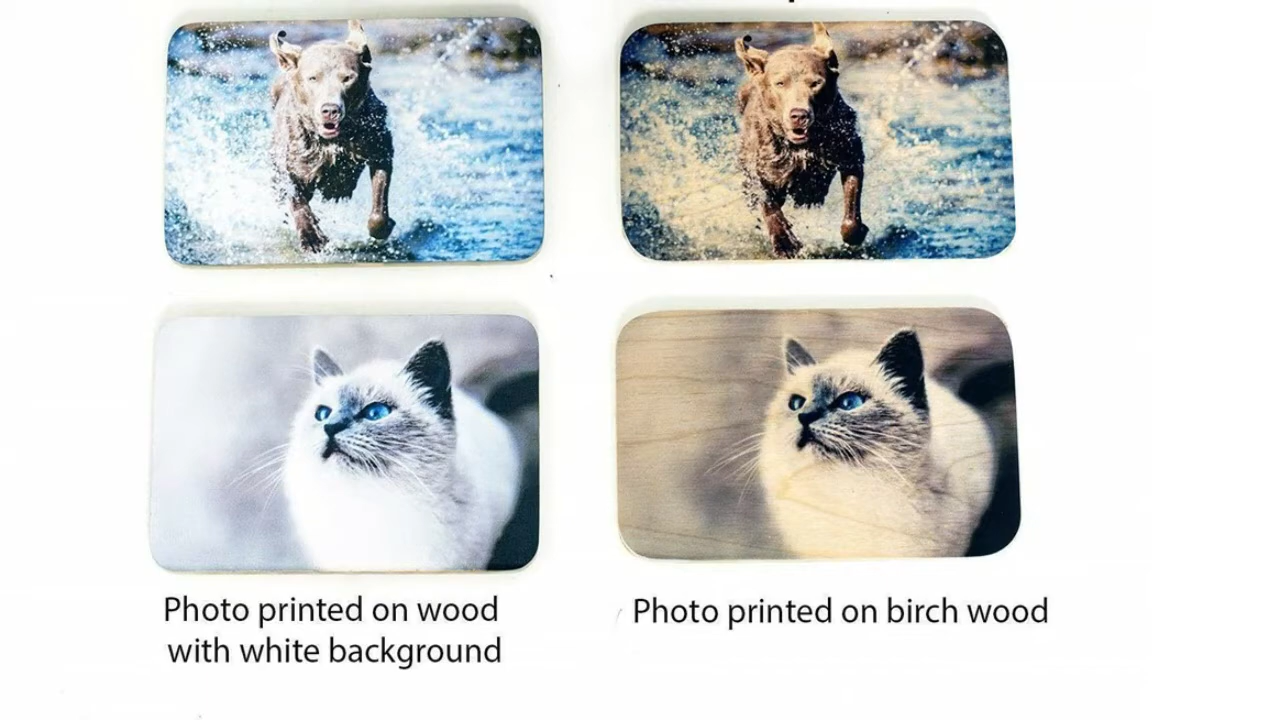 Photo printed on wood
with white background
Photo printed on birch wood